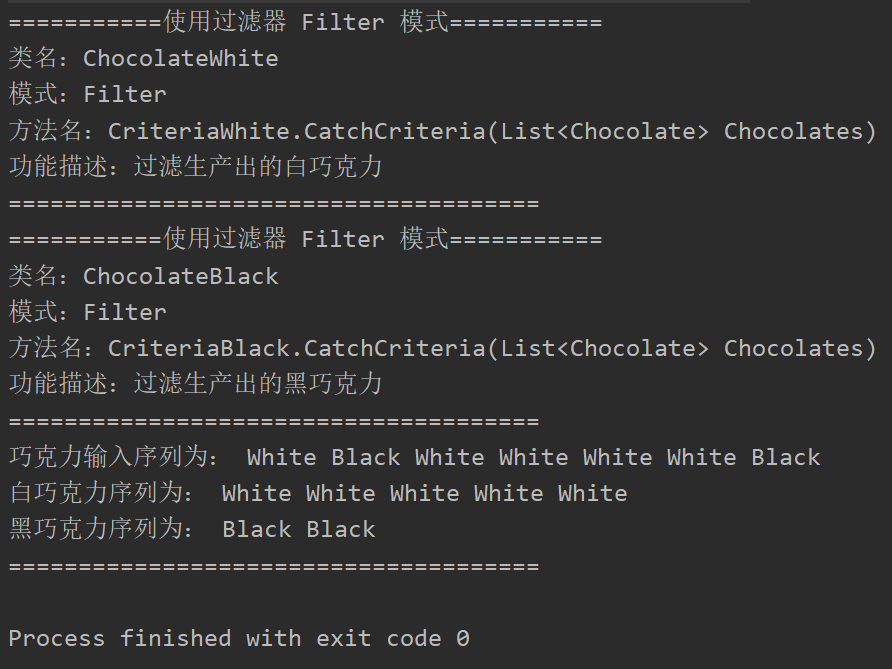 ===========使用过滤器 Filter 模式===========
类名：ChocolateWhite
模式：Filter
方法名：CriteriaWhite.CatchCriteria(List<Chocolate> Chocolates)
功能描述：过滤生产出的白巧克力
======================================
===========使用过滤器 Filter 模式===========
类名：ChocolateBlack
模式：Filter
方法名：CriteriaBlack.CatchCriteria(List<Chocolate> Chocolates)
功能描述：过滤生产出的黑巧克力
======================================
巧克力输入序列为： White Black White White White White Black
白巧克力序列为： White White White White White
黑巧克力序列为： Black Black
======================================
Process finished with exit code 0